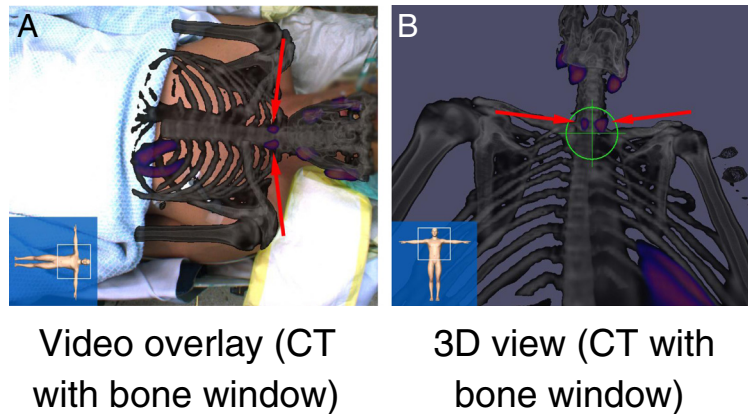 A
B
Video overlay (CT
with bone window)
3D view (CT with
bone window)